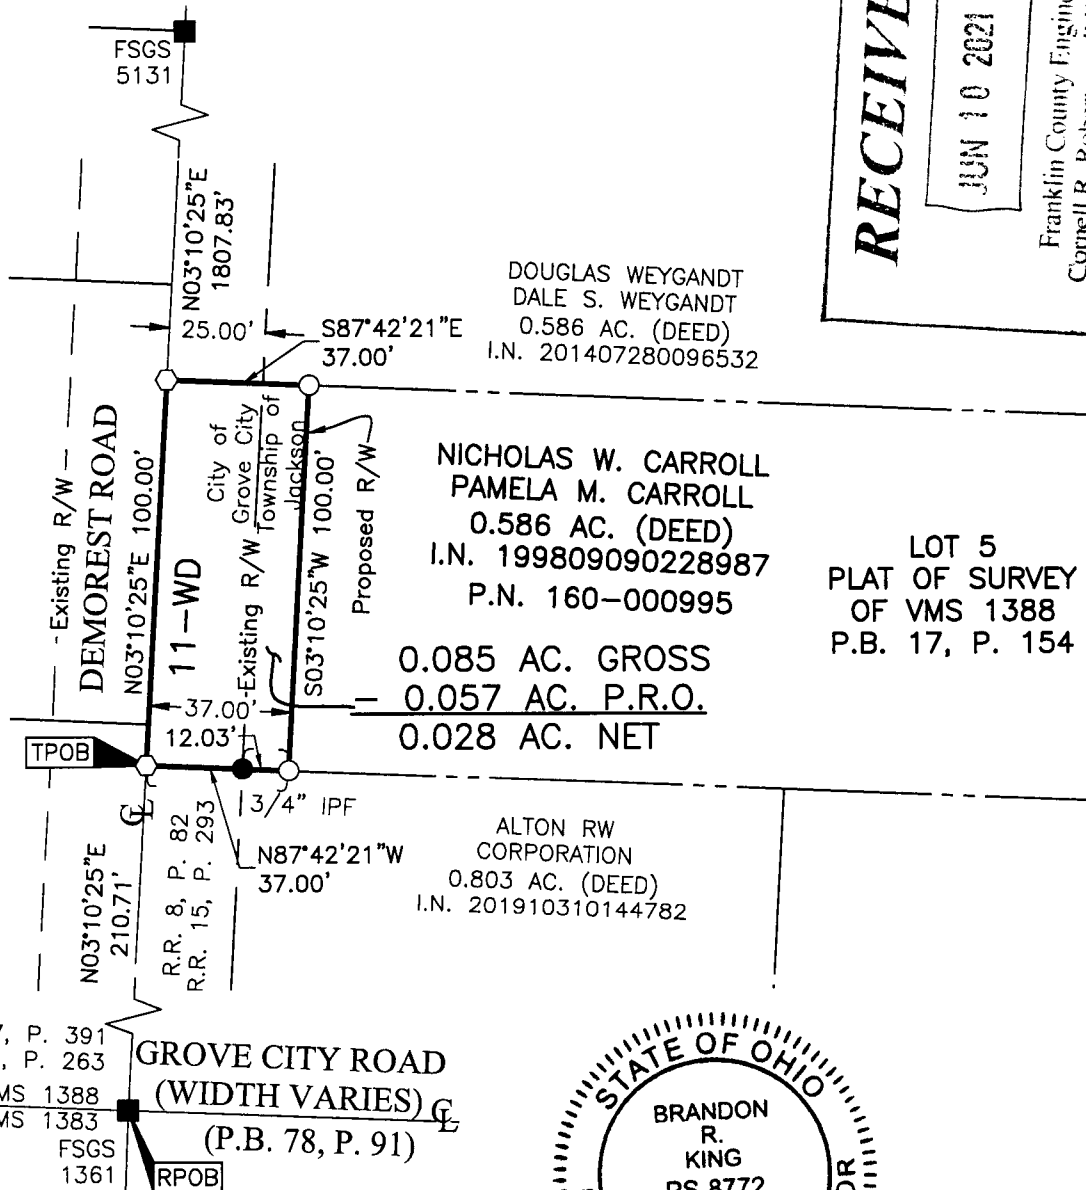 FSGS
5131
RECEIVE
JUN 10 2021
Franklin County
Cornell R.
N03°10'25"E
1807.83'
25.00'
S87°42'21"E
37.00'
DOUGLAS WEYGANDT
DALE S. WEYGANDT
0.586 AC. (DEED)
I.N. 201407280096532
Existing R/W
DEMOREST ROAD
N03°10'25"E 100.00'
11-WD
City of
Grove City
Township of
Jackson
Existing R/W
S03°10'25"W 100.00'
Proposed R/W
NICHOLAS W. CARROLL
PAMELA M. CARROLL
0.586 AC. (DEED)
I.N. 199809090228987
P.N. 160-000995
0.085 AC. GROSS
- 0.057 AC. P.R.O.
0.028 AC. NET
LOT 5
PLAT OF SURVEY
OF VMS 1388
P.B. 17, P. 154
37.00'
12.03'
TPOB
3/4" IPF
CL
N87°42'21"W
37.00'
N03°10'25"E
210.71'
R.R. 8, P. 82
R.R. 15, P. 293
ALTON RW
CORPORATION
0.803 AC. (DEED)
I.N. 201910310144782
, P. 391
, P. 263
MS 1388
MS 1383
GROVE CITY ROAD
(WIDTH VARIES) CL
(P.B. 78, P. 91)
FSGS
1361
RPOB
STATE OF OHIO
BRANDON
R.
KING
PS 8772
OR